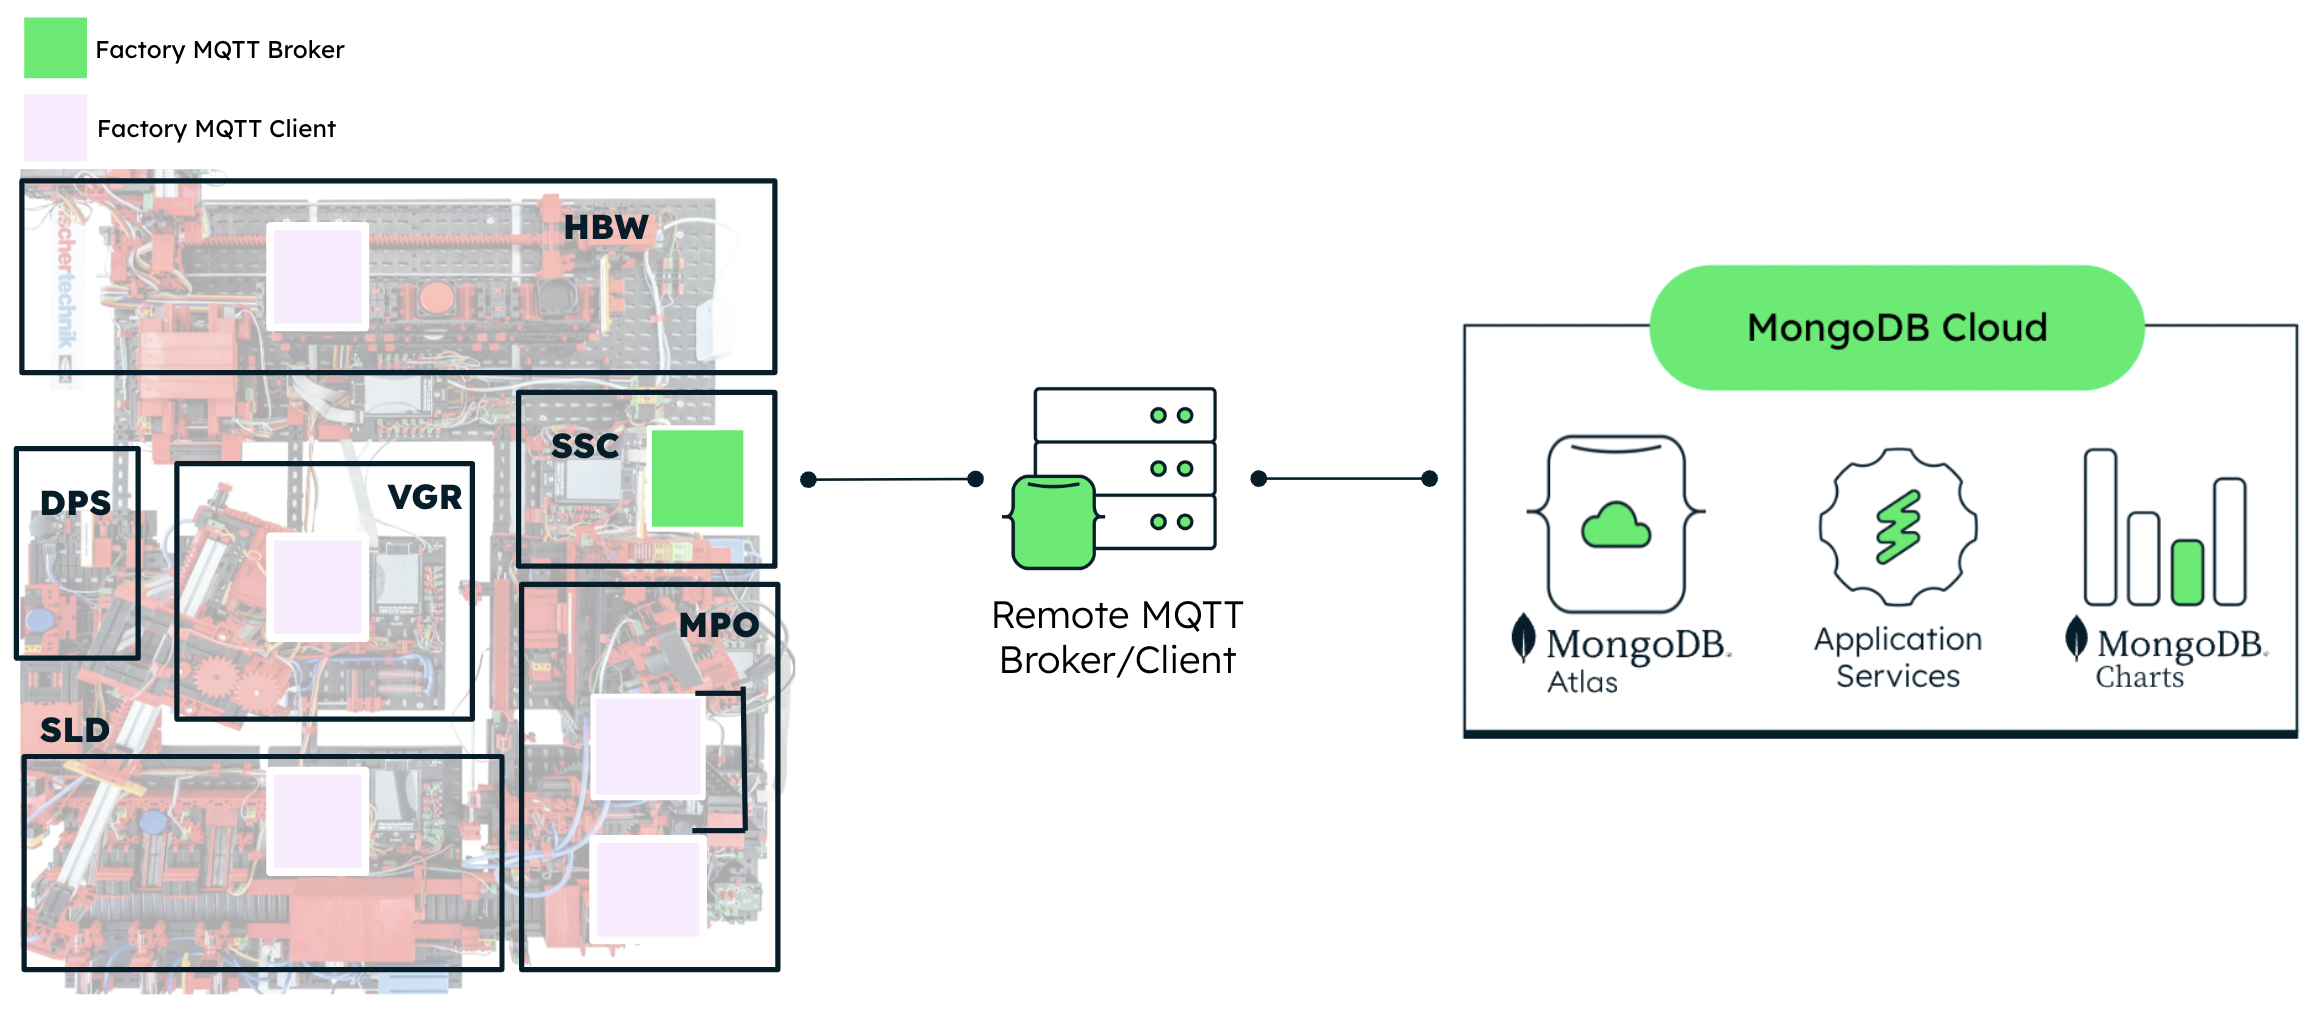 Factory MQTT Broker
Factory MQTT Client
HBW
fischertechnik
SSC
DPS
VGR
MPO
SLD
Remote MQTT
Broker/Client
MongoDB Cloud
MongoDB.
Atlas
Application
Services
MongoDB.
Charts